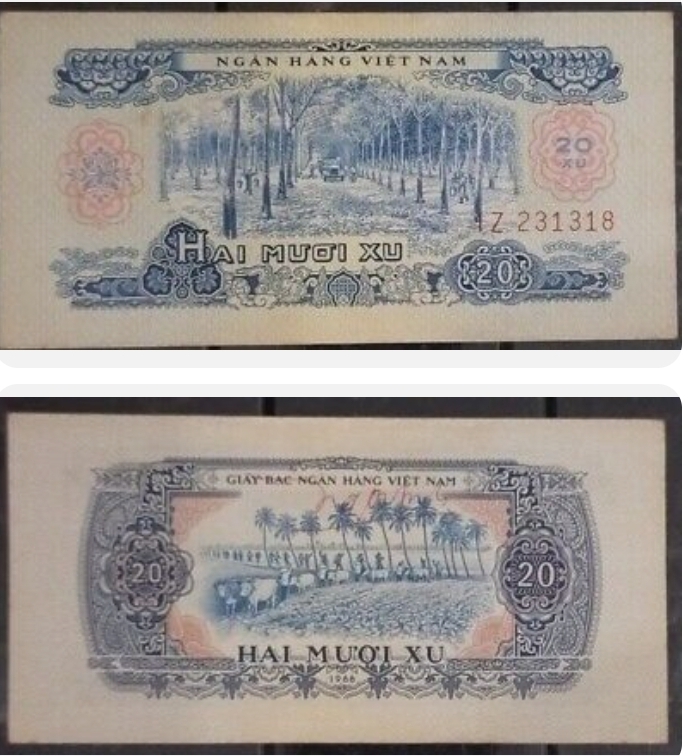 NGÂN HÀNG VIỆT NAM
20
XU
1Z 231318
HAI MƯƠI XU
20
GIẤY BẠC NGÂN HÀNG VIỆT NAM
20
20
HAI MƯƠI XU
1966